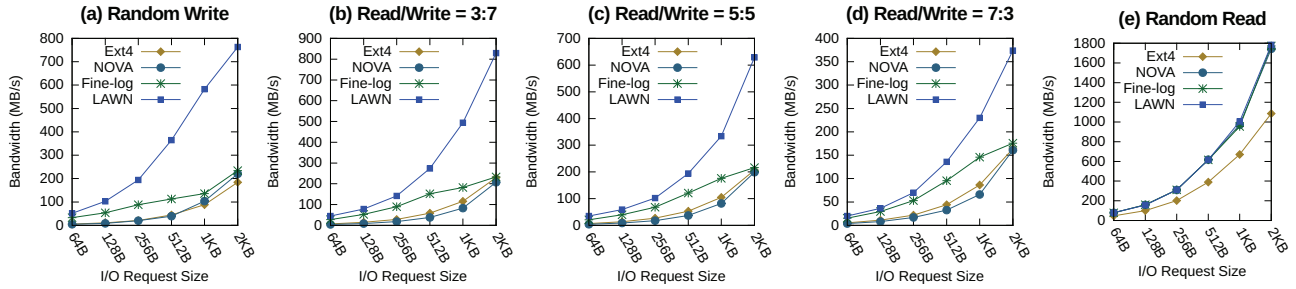 (a) Random Write
Bandwidth (MB/s)
800
700
600
500
400
300
200
100
0
Ext4
NOVA
Fine-log
LAWN
64B
128B
256B
512B
1KB
2KB
I/O Request Size
(b) Read/Write = 3:7
Bandwidth (MB/s)
900
800
700
600
500
400
300
200
100
0
Ext4
NOVA
Fine-log
LAWN
64B
128B
256B
512B
1KB
2KB
I/O Request Size
(c) Read/Write = 5:5
Bandwidth (MB/s)
700
600
500
400
300
200
100
0
Ext4
NOVA
Fine-log
LAWN
64B
128B
256B
512B
1KB
2KB
I/O Request Size
(d) Read/Write = 7:3
Bandwidth (MB/s)
400
350
300
250
200
150
100
50
0
Ext4
NOVA
Fine-log
LAWN
64B
128B
256B
512B
1KB
2KB
I/O Request Size
(e) Random Read
Bandwidth (MB/s)
1800
1600
1400
1200
1000
800
600
400
200
0
Ext4
NOVA
Fine-log
LAWN
64B
128B
256B
512B
1KB
2KB
I/O Request Size